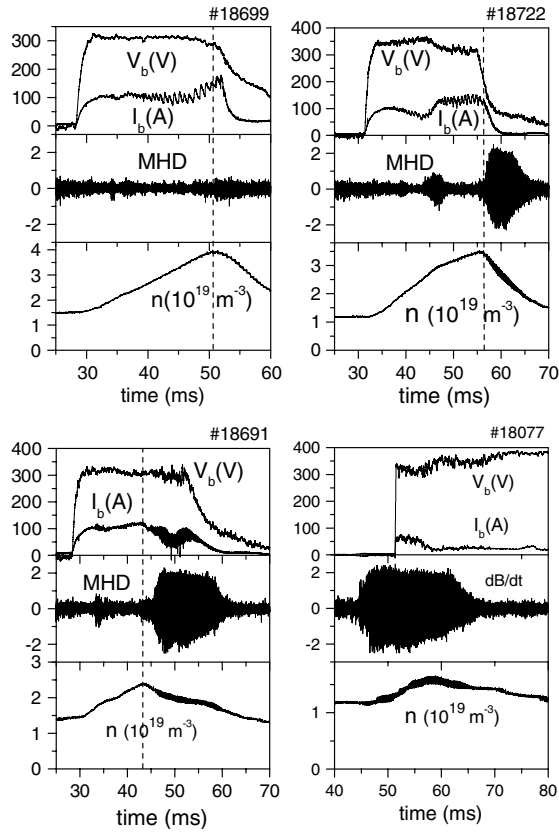 #18699
300
200
100
0
V_b(V)
I_b(A)
2
0
-2
MHD
4
3
2
1
0
n(10^19 m^-3)
30 40 50 60
time (ms)
#18722
400
300
200
100
0
V_b(V)
I_b(A)
2
0
-2
MHD
3
2
1
0
n (10^19 m^-3)
30 40 50 60 70
time (ms)
#18691
400
300
200
100
0
V_b(V)
I_b(A)
2
0
-2
MHD
3
2
1
0
n (10^19 m^-3)
30 40 50 60 70
time (ms)
#18077
400
300
200
100
0
V_b(V)
I_b(A)
2
0
-2
dB/dt
1
0
n (10^19 m^-3)
40 50 60 70 80
time (ms)